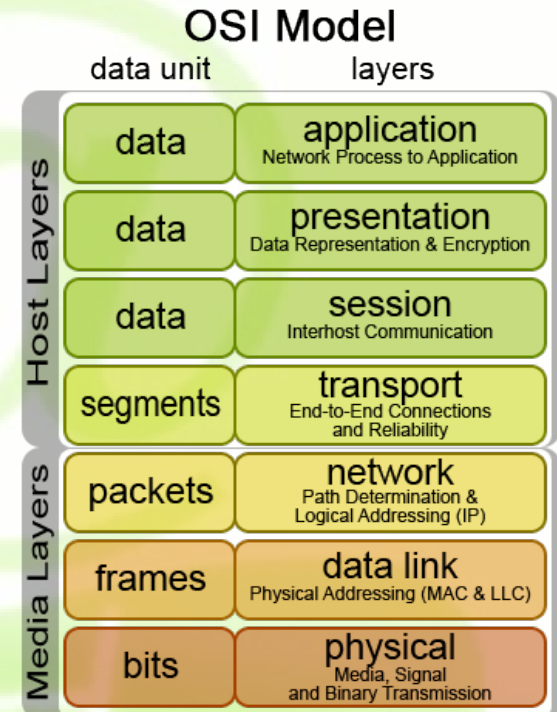 OSI Model
data unit layers
Host Layers
data application
Network Process to Application
data presentation
Data Representation & Encryption
data session
Interhost Communication
segments transport
End-to-End Connections
and Reliability
Media Layers
packets network
Path Determination &
Logical Addressing (IP)
frames data link
Physical Addressing (MAC & LLC)
bits physical
Media, Signal
and Binary Transmission